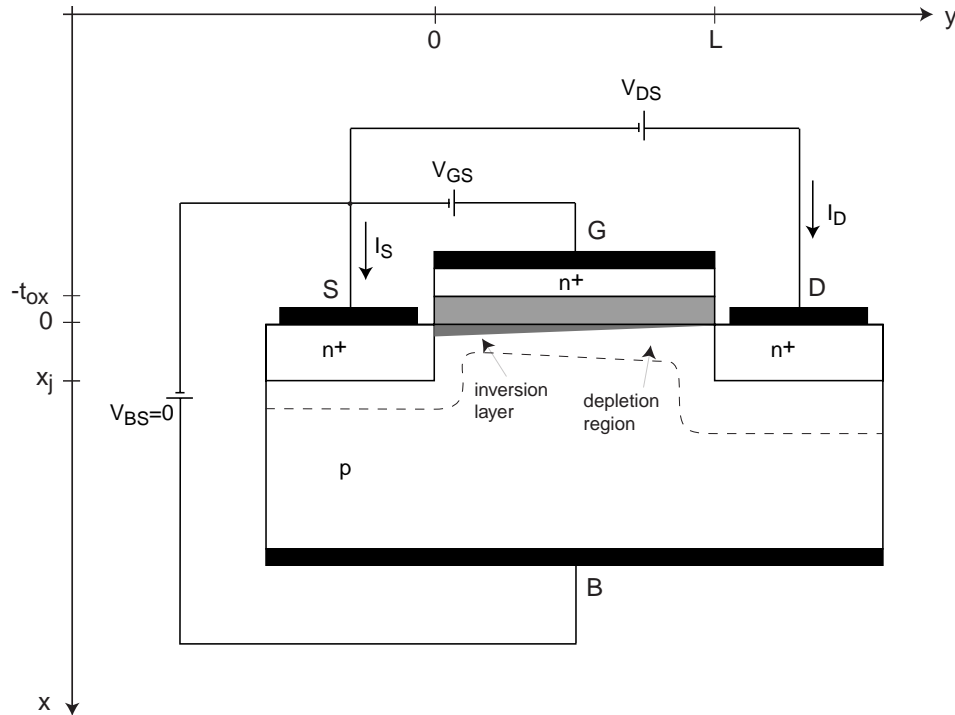 y
0
L
V_DS
V_GS
I_D
G
I_S
n+
-t_ox
S
D
0
n+
n+
x_j
inversion
layer
depletion
region
V_BS=0
p
B
x